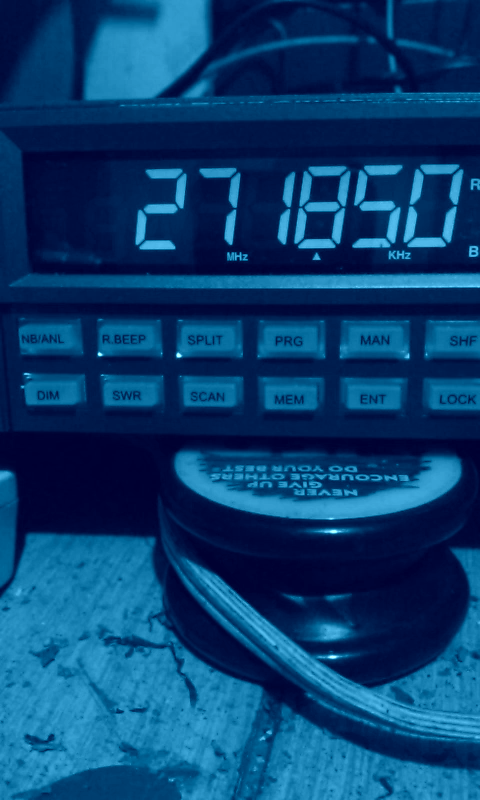 271850
R
MHz ▲ KHz B
NB/ANL R.BEEP SPLIT PRG MAN SHF
DIM SWR SCAN MEM ENT LOCK
NEVER
GIVE UP
ENCOURAGE OTHERS
DO YOUR BEST